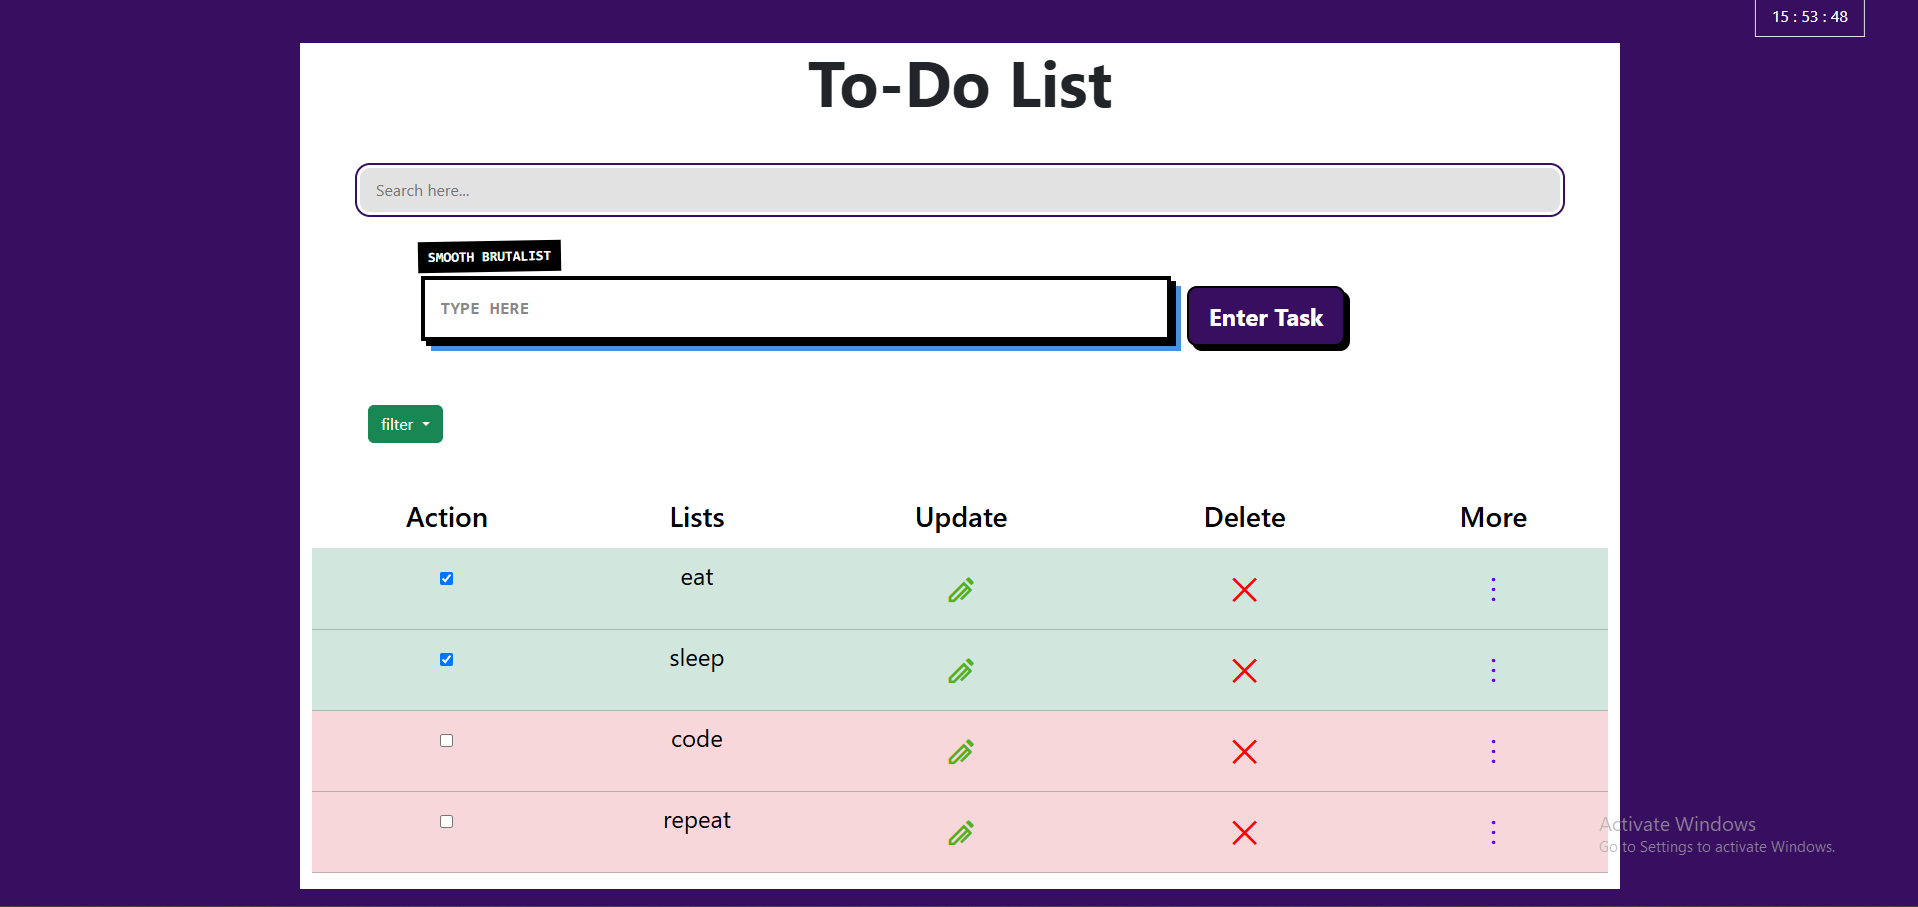 15 : 53 : 48
To-Do List
Search here...
SMOOTH BRUTALIST
TYPE HERE
Enter Task
filter
Action Lists Update Delete More
eat
sleep
code
repeat
Activate Windows
Go to Settings to activate Windows.